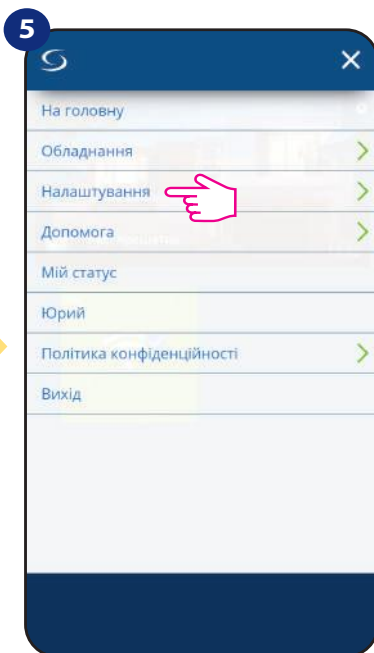 5
На головну
Обладнання
Налаштування
Допомога
Мій статус
Юрий
Політика конфіденційності
Вихід